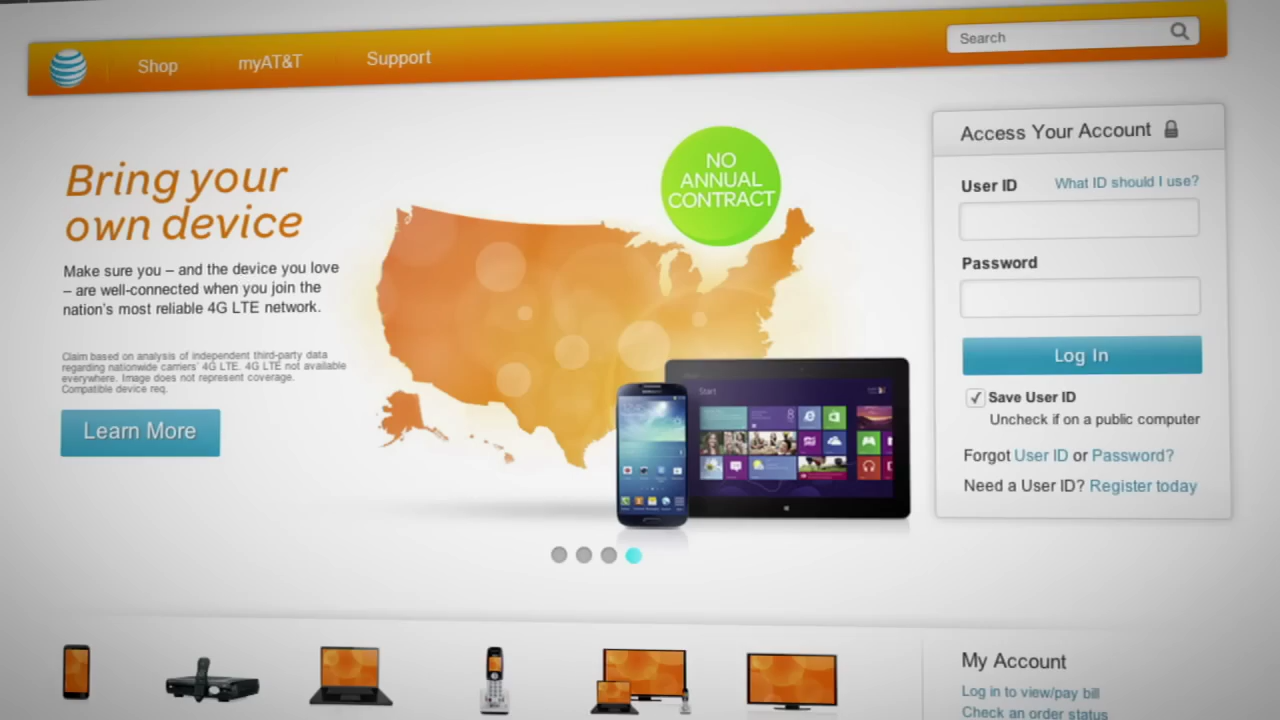 Shop
myAT&T
Support
Search
Bring your
own device
Make sure you – and the device you love
– are well-connected when you join the
nation's most reliable 4G LTE network.
Claim based on analysis of independent third-party data
regarding nationwide carriers' 4G LTE. 4G LTE not available
everywhere. Image does not represent coverage.
Compatible device req.
Learn More
NO
ANNUAL
CONTRACT
Start
Access Your Account
User ID
What ID should I use?
Password
Log In
Save User ID
Uncheck if on a public computer
Forgot User ID or Password?
Need a User ID? Register today
My Account
Log in to view/pay bill
Check an order status